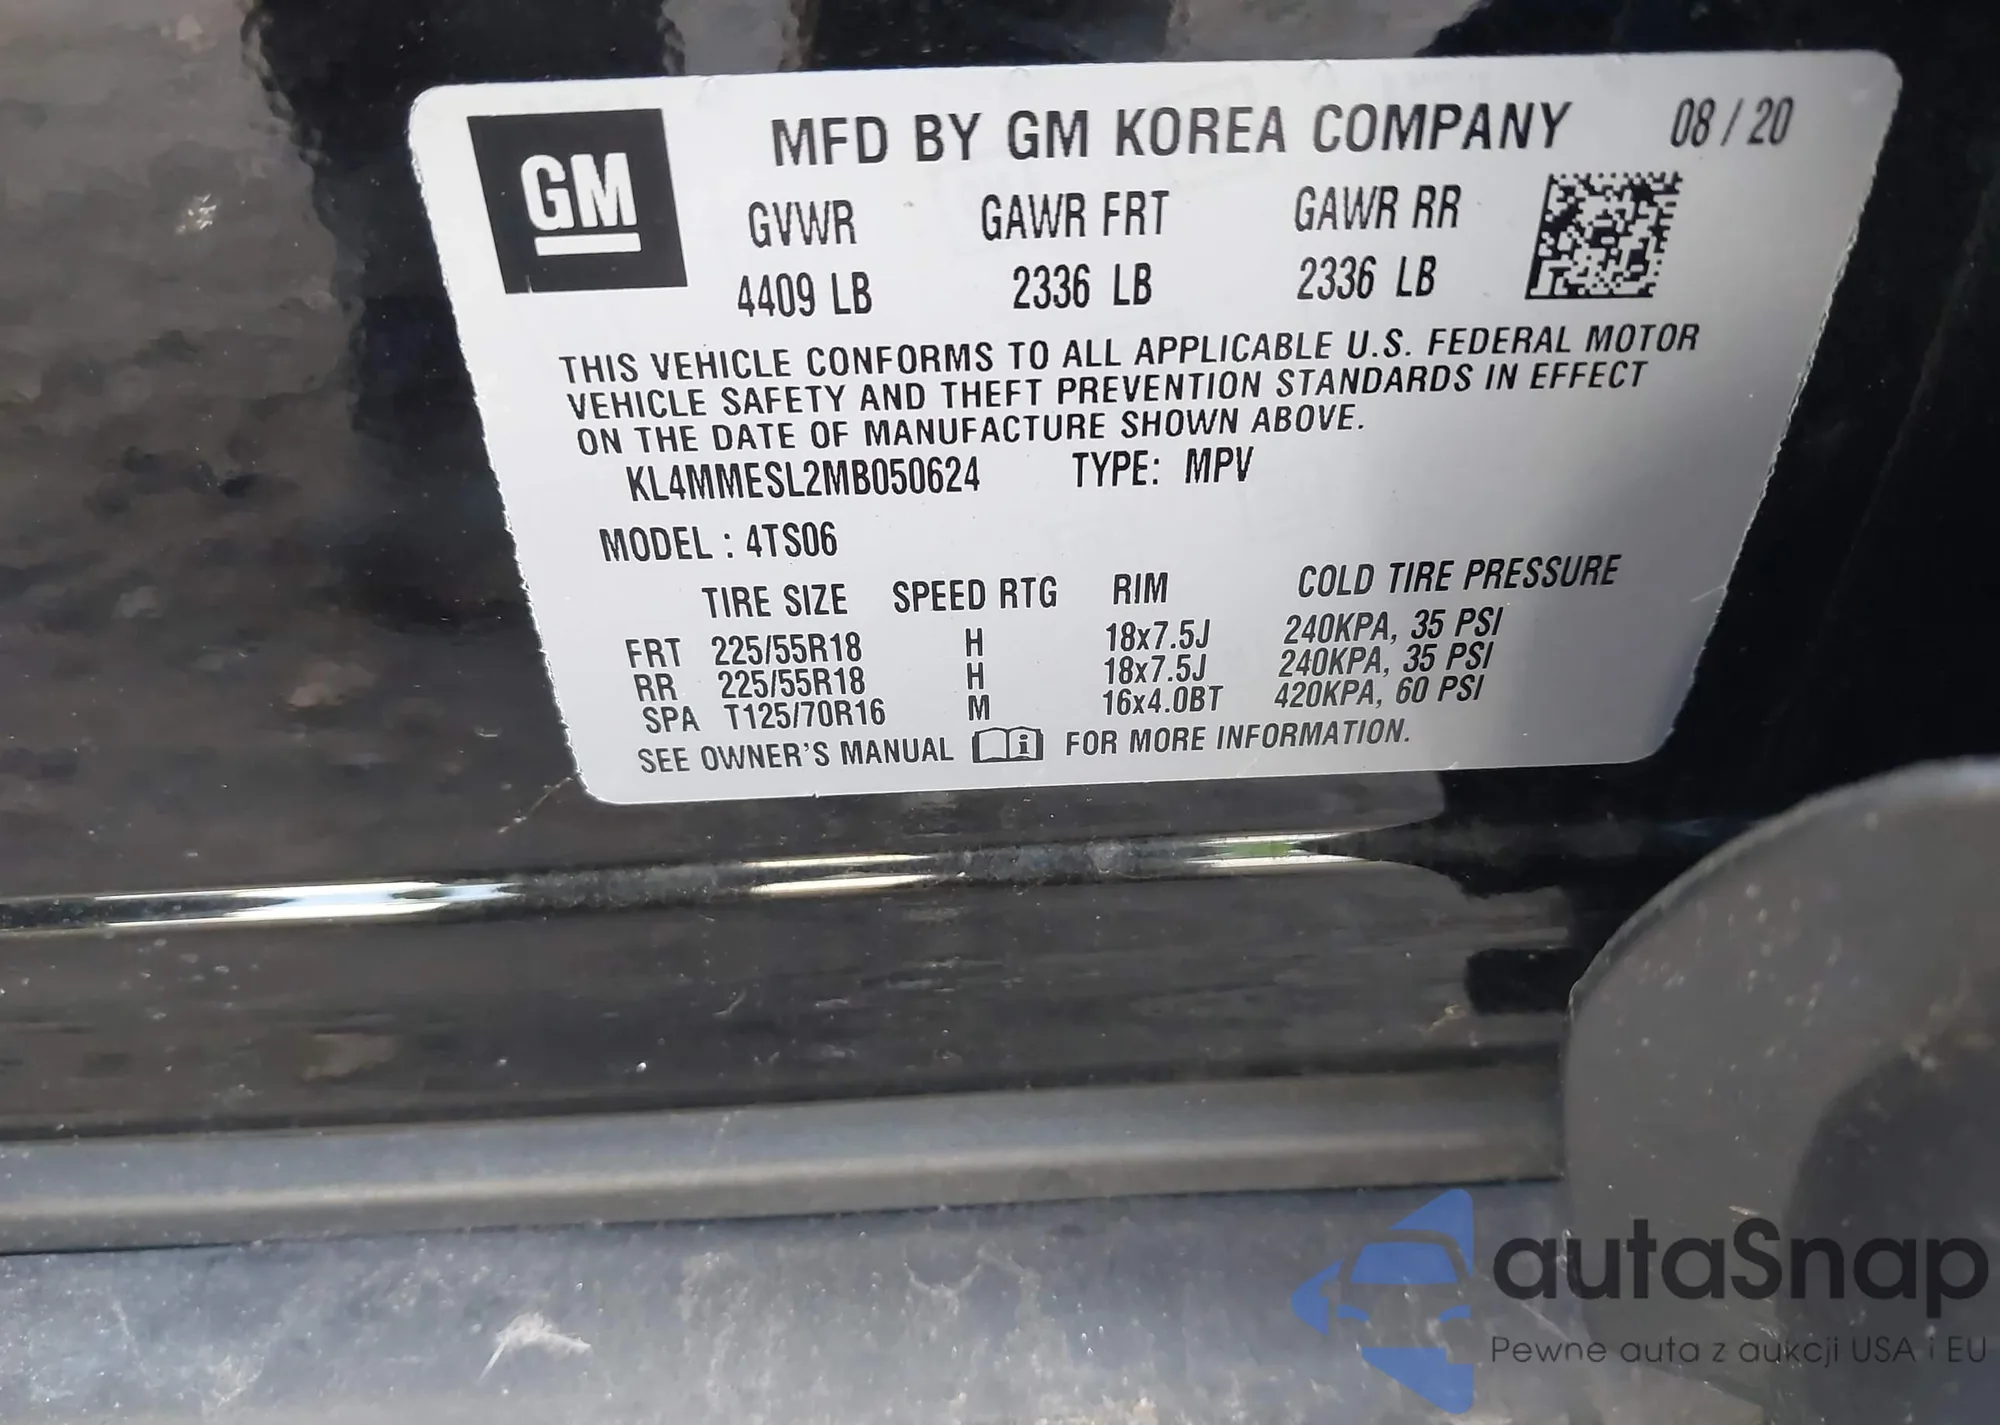 GM
MFD BY GM KOREA COMPANY 08 / 20
GVWR GAWR FRT GAWR RR
4409 LB 2336 LB 2336 LB
THIS VEHICLE CONFORMS TO ALL APPLICABLE U.S. FEDERAL MOTOR
VEHICLE SAFETY AND THEFT PREVENTION STANDARDS IN EFFECT
ON THE DATE OF MANUFACTURE SHOWN ABOVE.
KL4MMESL2MB050624 TYPE: MPV
MODEL : 4TS06
TIRE SIZE SPEED RTG RIM COLD TIRE PRESSURE
FRT 225/55R18 H 18x7.5J 240KPA, 35 PSI
RR 225/55R18 H 18x7.5J 240KPA, 35 PSI
SPA T125/70R16 M 16x4.0BT 420KPA, 60 PSI
SEE OWNER'S MANUAL i FOR MORE INFORMATION.
autaSnap
Pewne auta z aukcji USA i EU